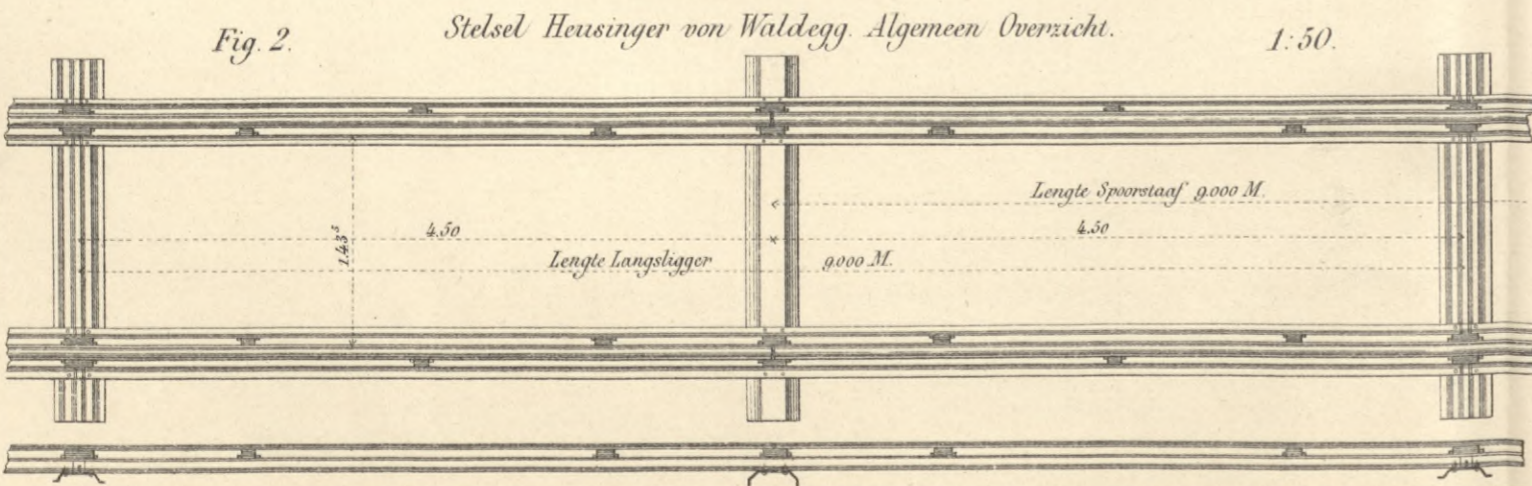 Fig. 2.
Stelsel Heusinger von Waldegg. Algemeen Overzicht.
1:50.
Lengte Spoorstaaf 9.000 M.
4.50
4.50
1.43⁵
Lengte Langsligger 9.000 M.